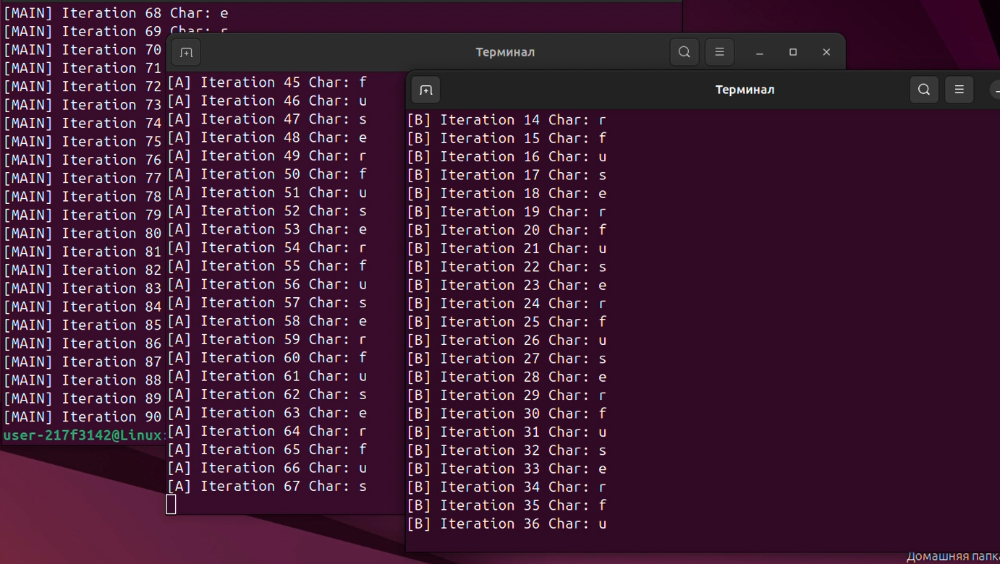 [MAIN] Iteration 68 Char: e
[MAIN] Iteration 69 Char: r
[MAIN] Iteration 70
[MAIN] Iteration 71
[MAIN] Iteration 72
[MAIN] Iteration 73
[MAIN] Iteration 74
[MAIN] Iteration 75
[MAIN] Iteration 76
[MAIN] Iteration 77
[MAIN] Iteration 78
[MAIN] Iteration 79
[MAIN] Iteration 80
[MAIN] Iteration 81
[MAIN] Iteration 82
[MAIN] Iteration 83
[MAIN] Iteration 84
[MAIN] Iteration 85
[MAIN] Iteration 86
[MAIN] Iteration 87
[MAIN] Iteration 88
[MAIN] Iteration 89
[MAIN] Iteration 90
user-217f3142@Linux:
Терминал
[A] Iteration 45 Char: f
[A] Iteration 46 Char: u
[A] Iteration 47 Char: s
[A] Iteration 48 Char: e
[A] Iteration 49 Char: r
[A] Iteration 50 Char: f
[A] Iteration 51 Char: u
[A] Iteration 52 Char: s
[A] Iteration 53 Char: e
[A] Iteration 54 Char: r
[A] Iteration 55 Char: f
[A] Iteration 56 Char: u
[A] Iteration 57 Char: s
[A] Iteration 58 Char: e
[A] Iteration 59 Char: r
[A] Iteration 60 Char: f
[A] Iteration 61 Char: u
[A] Iteration 62 Char: s
[A] Iteration 63 Char: e
[A] Iteration 64 Char: r
[A] Iteration 65 Char: f
[A] Iteration 66 Char: u
[A] Iteration 67 Char: s
Терминал
[B] Iteration 14 Char: r
[B] Iteration 15 Char: f
[B] Iteration 16 Char: u
[B] Iteration 17 Char: s
[B] Iteration 18 Char: e
[B] Iteration 19 Char: r
[B] Iteration 20 Char: f
[B] Iteration 21 Char: u
[B] Iteration 22 Char: s
[B] Iteration 23 Char: e
[B] Iteration 24 Char: r
[B] Iteration 25 Char: f
[B] Iteration 26 Char: u
[B] Iteration 27 Char: s
[B] Iteration 28 Char: e
[B] Iteration 29 Char: r
[B] Iteration 30 Char: f
[B] Iteration 31 Char: u
[B] Iteration 32 Char: s
[B] Iteration 33 Char: e
[B] Iteration 34 Char: r
[B] Iteration 35 Char: f
[B] Iteration 36 Char: u
Домашняя папка